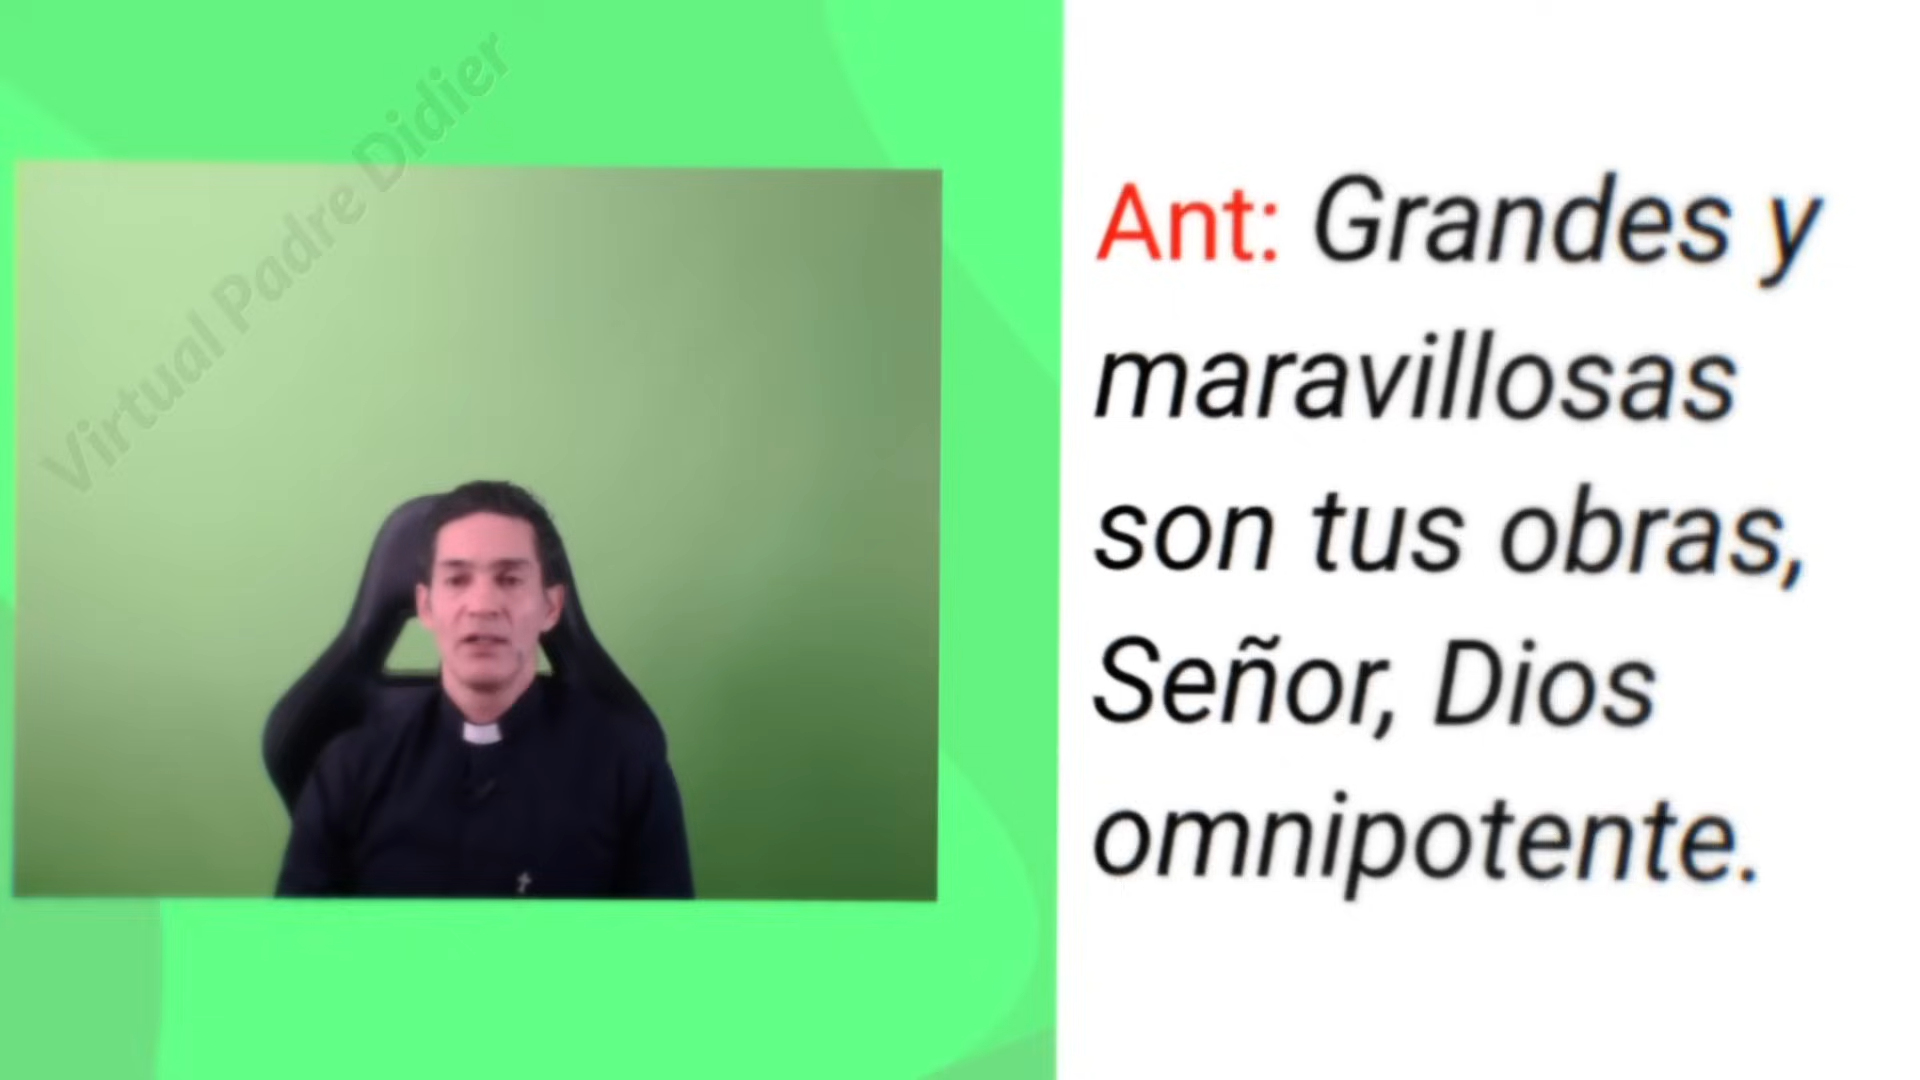 Virtual Padre Didier
Ant: Grandes y
maravillosas
son tus obras,
Señor, Dios
omnipotente.